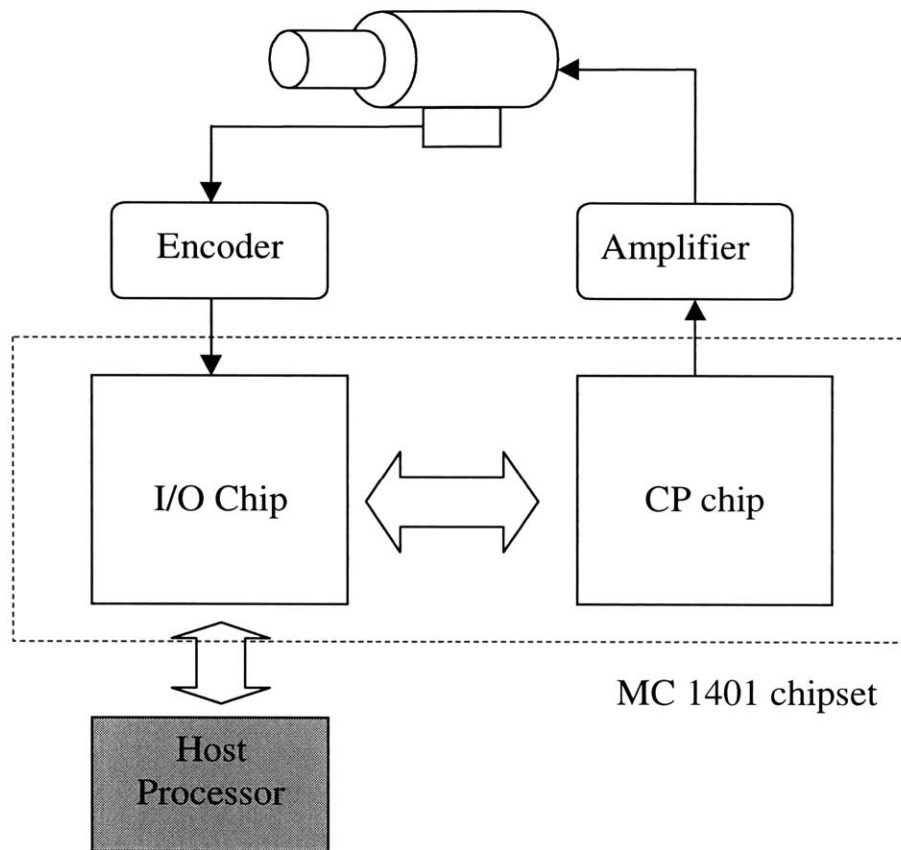 Encoder
Amplifier
I/O Chip
CP chip
MC 1401 chipset
Host
Processor